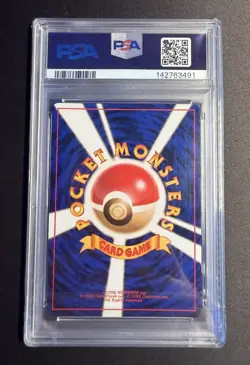 PSA
PSA
142763491
POCKET MONSTERS
CARD GAME